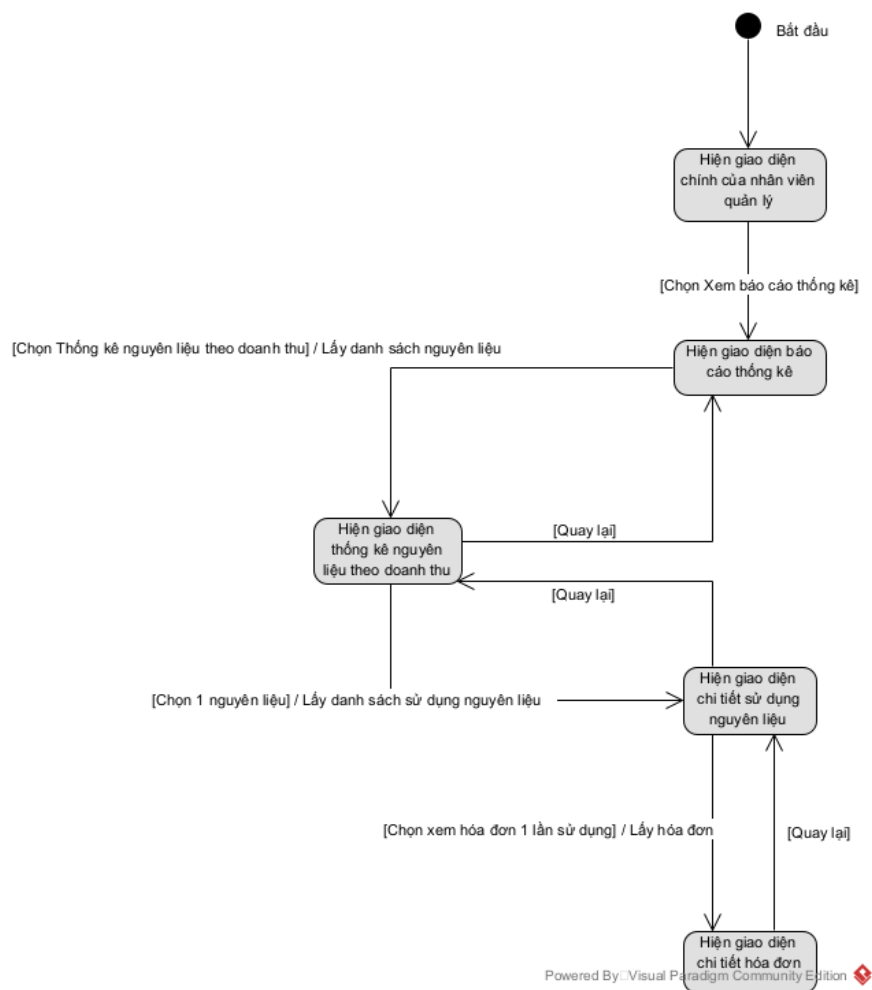 Bắt đầu
Hiện giao diện
chính của nhân viên
quản lý
[Chọn Xem báo cáo thống kê]
[Chọn Thống kê nguyên liệu theo doanh thu] / Lấy danh sách nguyên liệu
Hiện giao diện báo
cáo thống kê
Hiện giao diện
thống kê nguyên
liệu theo doanh thu
[Quay lại]
[Quay lại]
Hiện giao diện
chi tiết sử dụng
nguyên liệu
[Chọn 1 nguyên liệu] / Lấy danh sách sử dụng nguyên liệu
[Chọn xem hóa đơn 1 lần sử dụng] / Lấy hóa đơn
[Quay lại]
Hiện giao diện
chi tiết hóa đơn
Powered By Visual Paradigm Community Edition